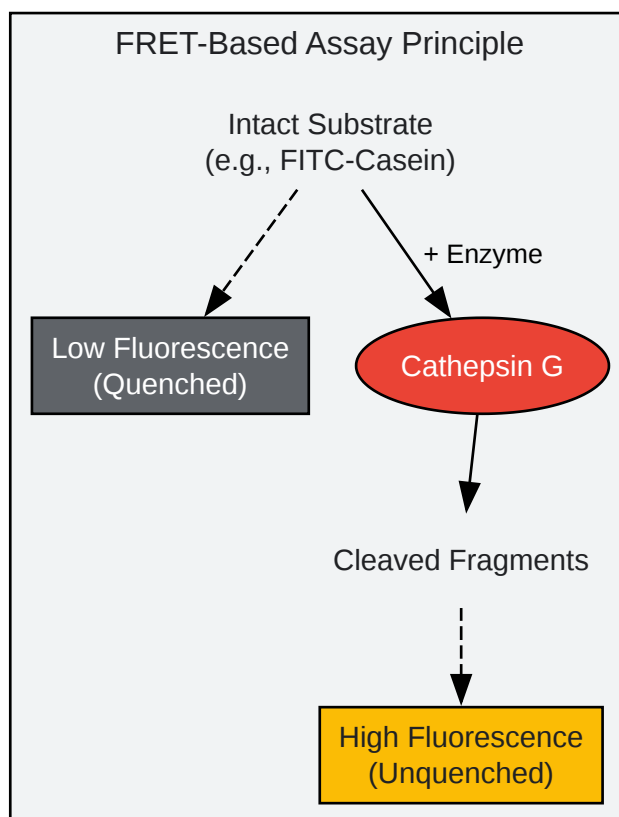 FRET-Based Assay Principle
Intact Substrate
(e.g., FITC-Casein)
+ Enzyme
Low Fluorescence
(Quenched)
Cathepsin G
Cleaved Fragments
High Fluorescence
(Unquenched)